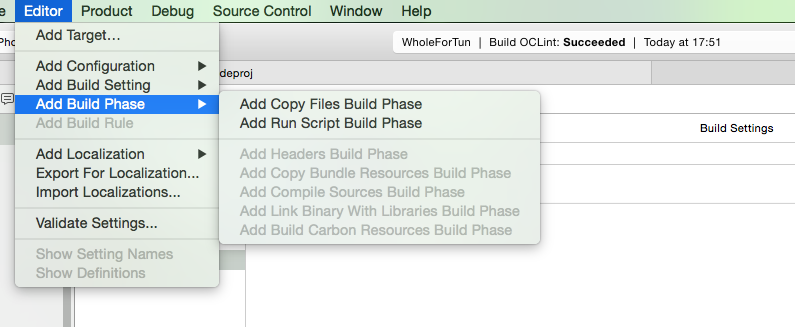 e Editor Product Debug Source Control Window Help
Add Target...
Pho
WholeForTun | Build OCLint: Succeeded | Today at 17:51
Add Configuration
deproj
Add Build Setting
Add Build Phase
Add Copy Files Build Phase
Add Build Rule
Add Run Script Build Phase
Build Settings
Add Localization
Add Headers Build Phase
Export For Localization...
Add Copy Bundle Resources Build Phase
Import Localizations...
Add Compile Sources Build Phase
Add Link Binary With Libraries Build Phase
Validate Settings...
Add Build Carbon Resources Build Phase
Show Setting Names
Show Definitions